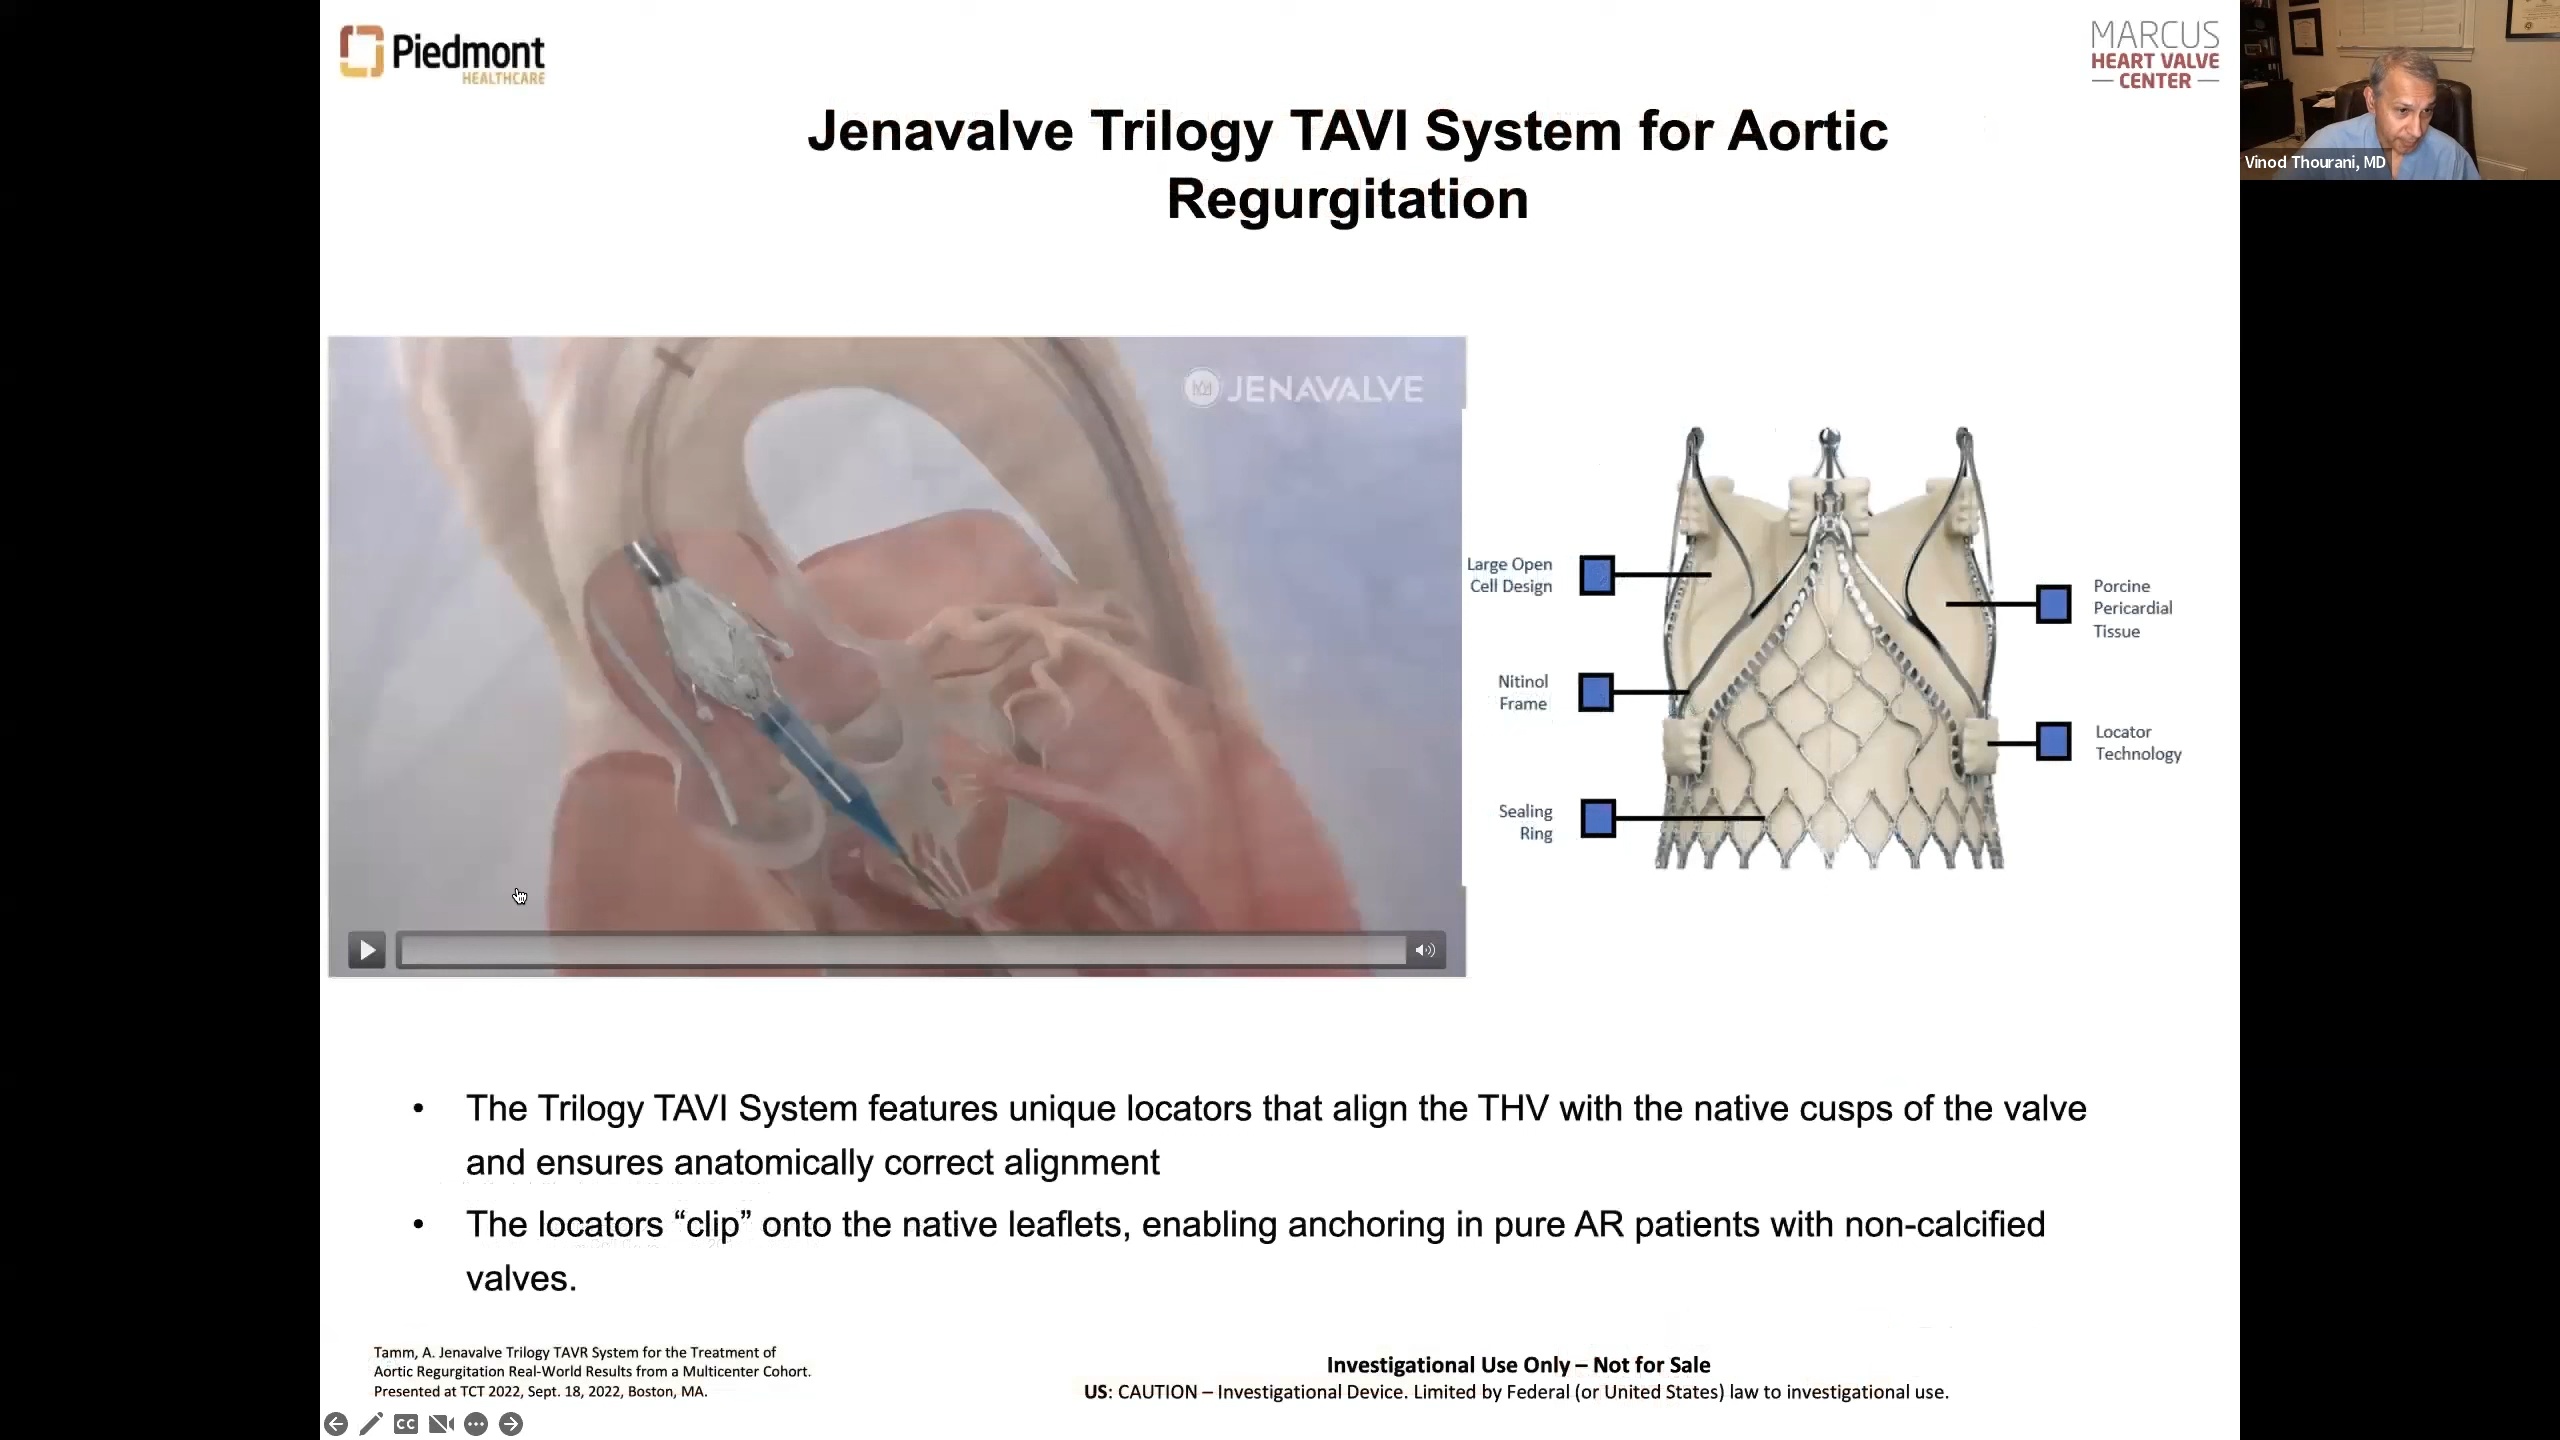 Piedmont
HEALTHCARE
MARCUS
HEART VALVE
CENTER
Vinod Thourani, MD
Jenavalve Trilogy TAVI System for Aortic
Regurgitation
JENAVALVE
Large Open
Cell Design
Nitinol
Frame
Sealing
Ring
Porcine
Pericardial
Tissue
Locator
Technology
• The Trilogy TAVI System features unique locators that align the THV with the native cusps of the valve
and ensures anatomically correct alignment
• The locators “clip” onto the native leaflets, enabling anchoring in pure AR patients with non-calcified
valves.
Tamm, A. Jenavalve Trilogy TAVR System for the Treatment of
Aortic Regurgitation Real-World Results from a Multicenter Cohort.
Presented at TCT 2022, Sept. 18, 2022, Boston, MA.
Investigational Use Only – Not for Sale
US: CAUTION – Investigational Device. Limited by Federal (or United States) law to investigational use.
CC